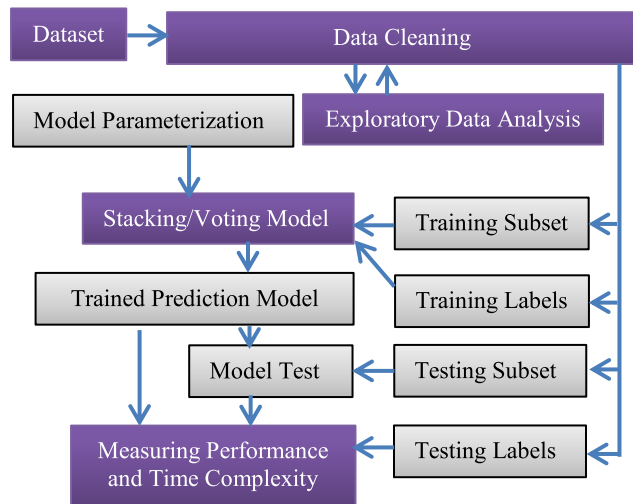 Dataset
Data Cleaning
Exploratory Data Analysis
Model Parameterization
Stacking/Voting Model
Training Subset
Trained Prediction Model
Training Labels
Model Test
Testing Subset
Measuring Performance
and Time Complexity
Testing Labels